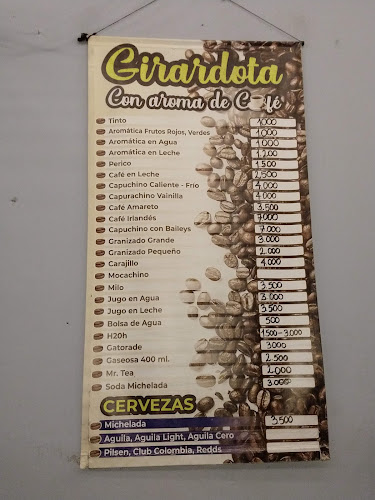 Girardota
Con aroma de C fé
Tinto 1.000
Aromática Frutos Rojos, Verdes 1.000
Aromática en Agua 1.000
Aromática en Leche 1.200
Perico 1.500
Café en Leche 2.500
Capuchino Caliente - Frío 4.000
Capurachino Vainilla 4.000
Café Amareto 3.500
Café Irlandés 7.000
Capuchino con Baileys 7.000
Granizado Grande 3.000
Granizado Pequeño 2.000
Carajillo 4.000
Mocachino
Milo 3.500
Jugo en Agua 3.000
Jugo en Leche 3.500
Bolsa de Agua 500
H20h 1500-3.000
Gatorade 3000
Gaseosa 400 ml. 2.500
Mr. Tea 2.000
Soda Michelada 3.000
CERVEZAS
Michelada 3.500
Aguila, Aguila Light, Aguila Cero
Pilsen, Club Colombia, Redds